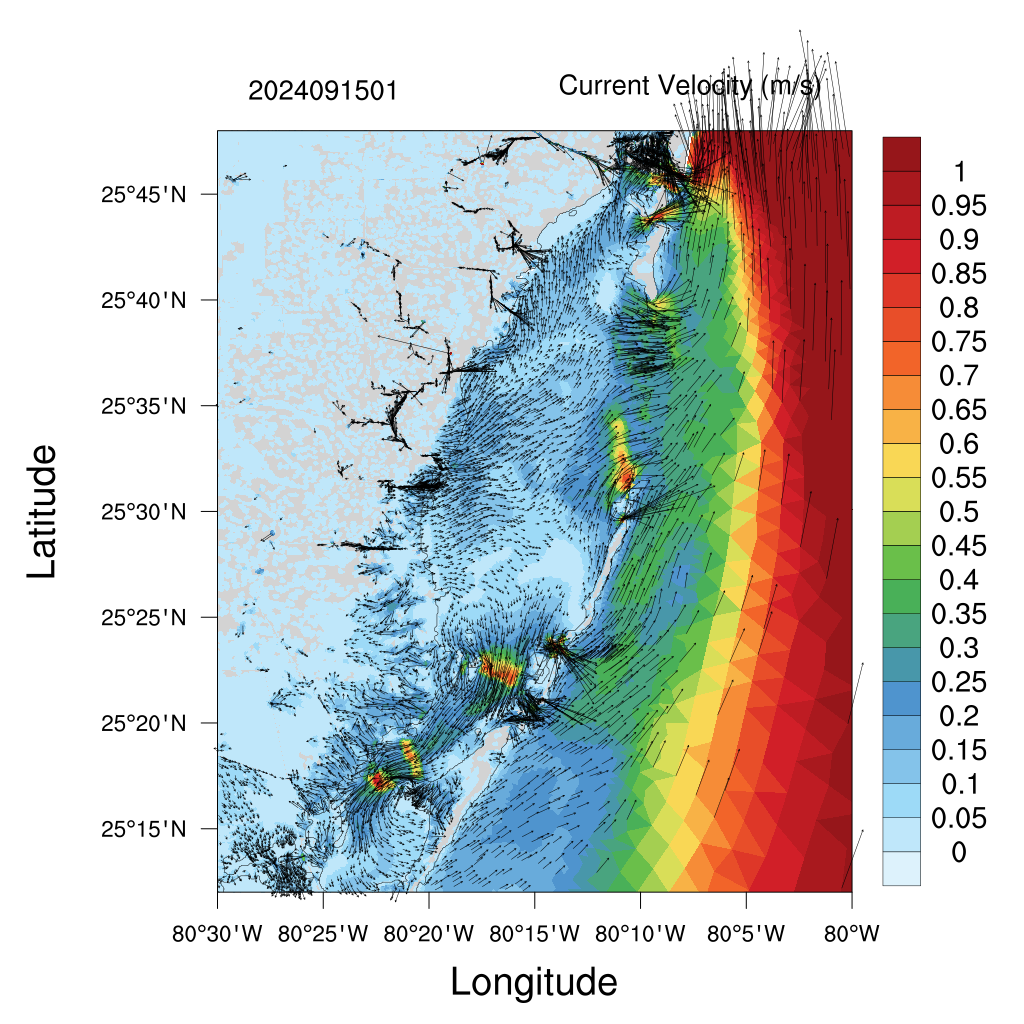 2024091501
Current Velocity (m/s)
25°45'N
25°40'N
25°35'N
25°30'N
25°25'N
25°20'N
25°15'N
Latitude
80°30'W 80°25'W 80°20'W 80°15'W 80°10'W 80°5'W 80°W
Longitude
1
0.95
0.9
0.85
0.8
0.75
0.7
0.65
0.6
0.55
0.5
0.45
0.4
0.35
0.3
0.25
0.2
0.15
0.1
0.05
0